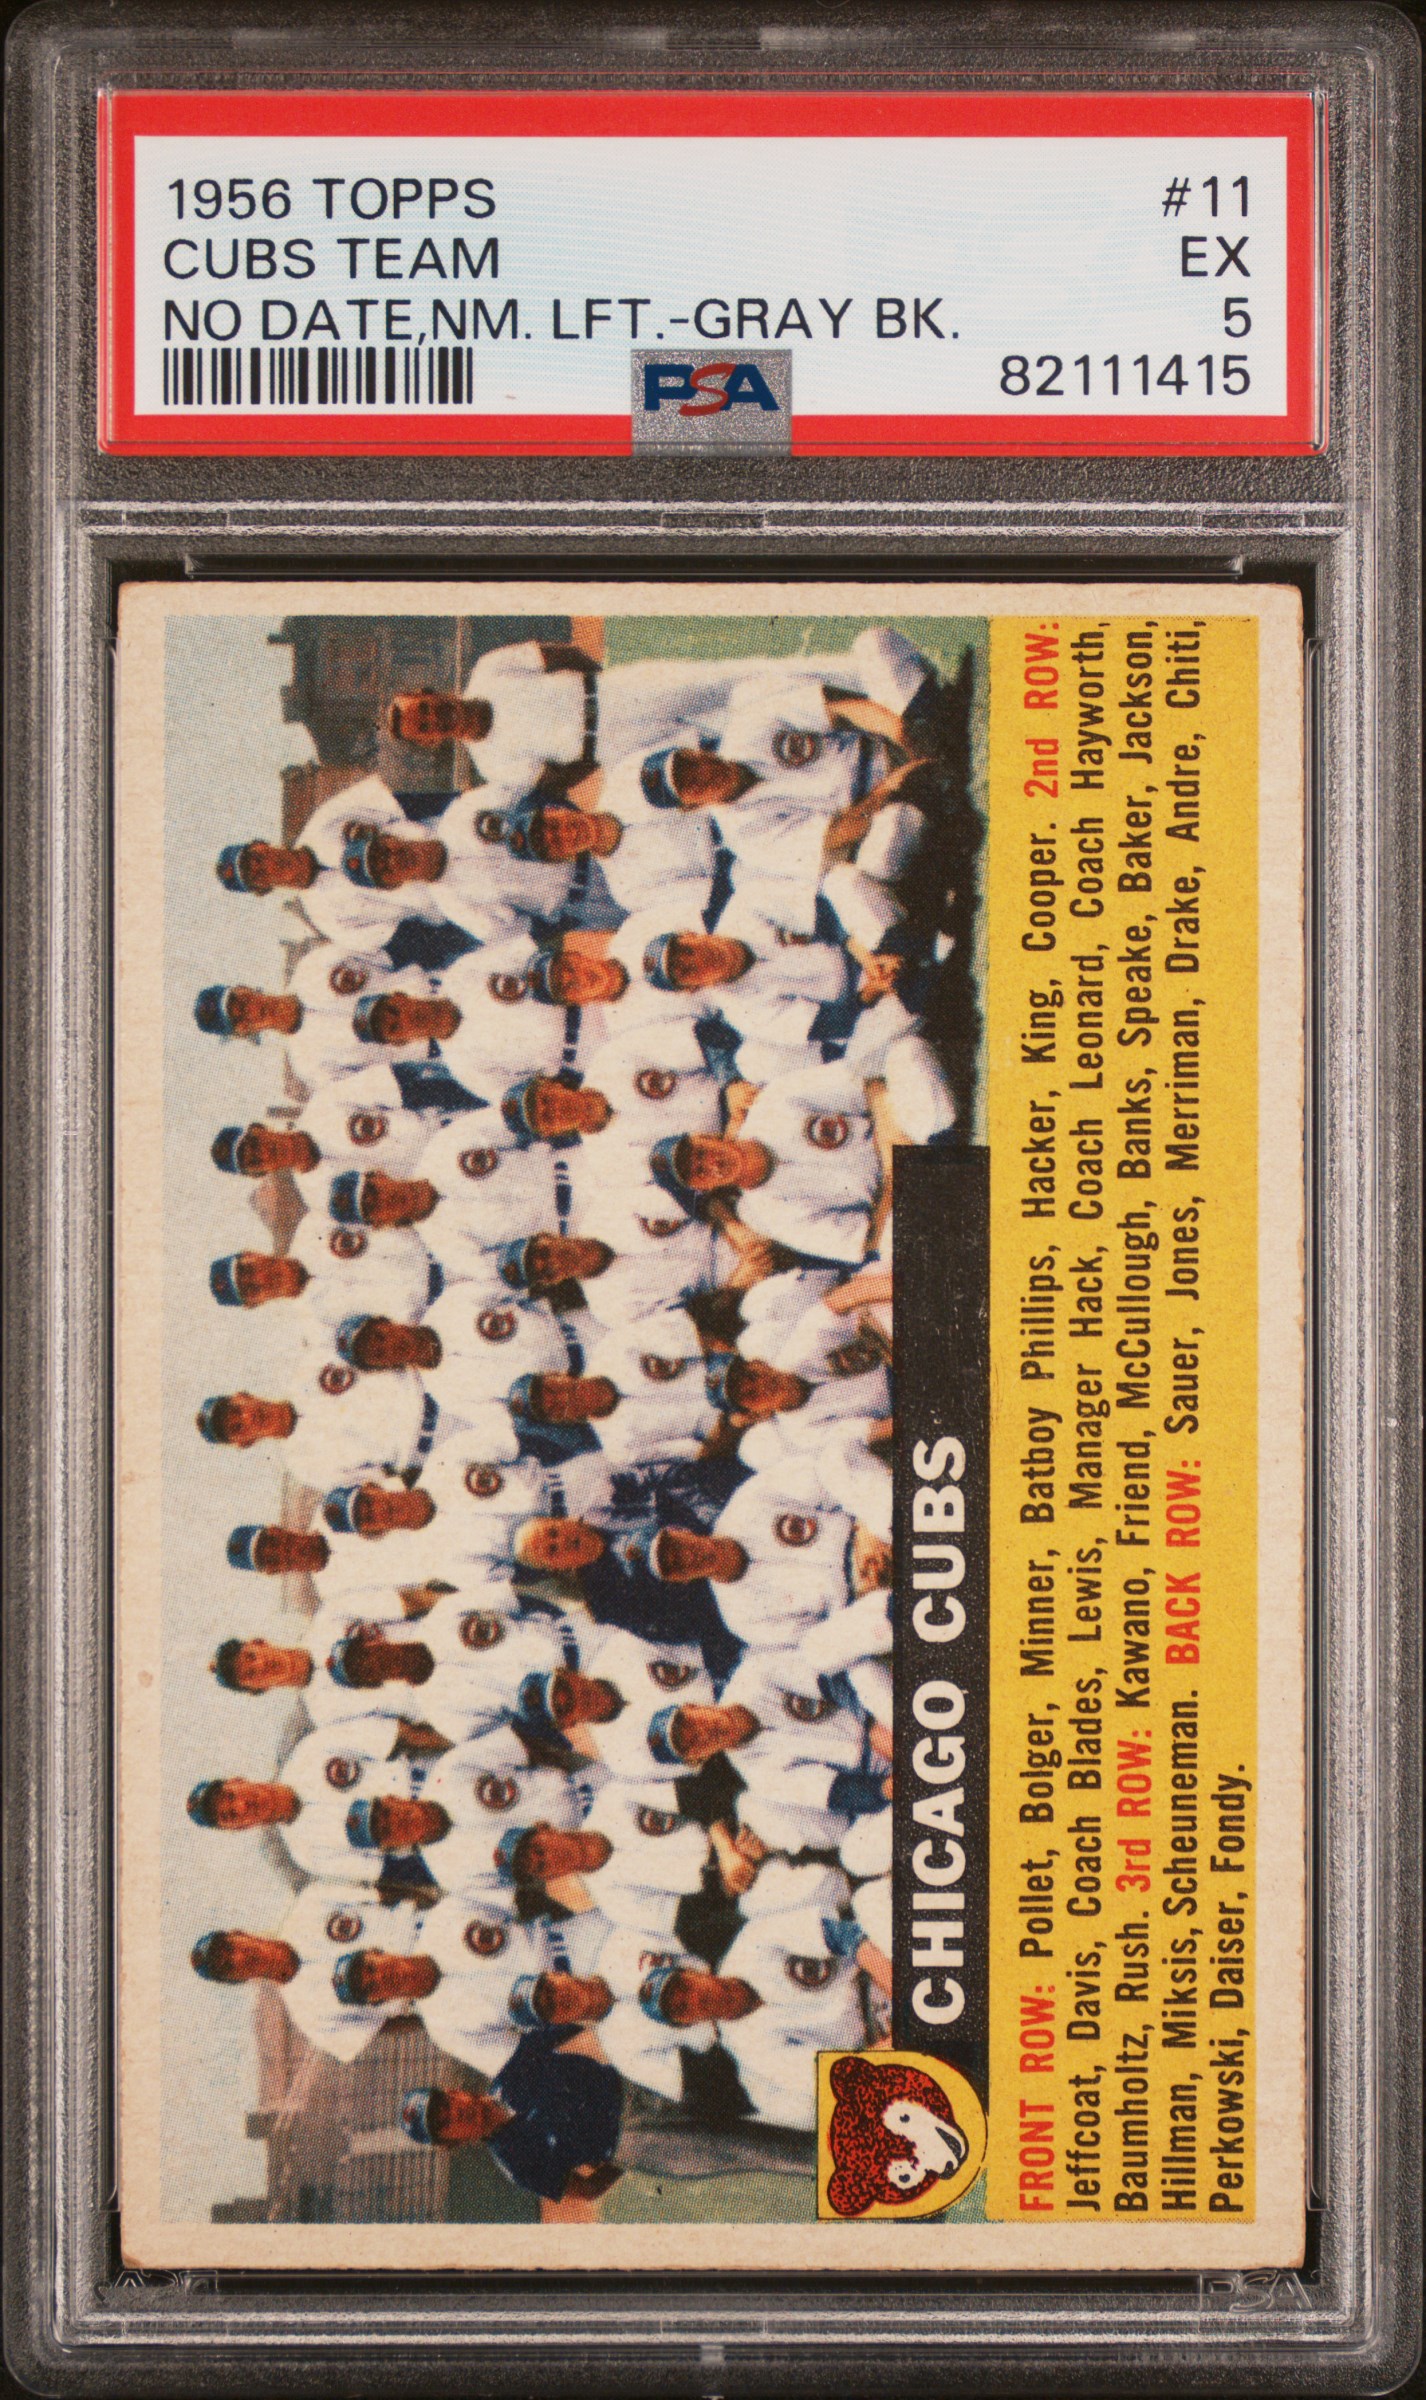 1956 TOPPS #11
CUBS TEAM EX
NO DATE,NM. LFT.-GRAY BK. 5
PSA 82111415
CHICAGO CUBS
FRONT ROW: Pollet, Bolger, Minner, Batboy Phillips, Hacker, King, Cooper. 2nd ROW:
Jeffcoat, Davis, Coach Blades, Lewis, Manager Hack, Coach Leonard, Coach Hayworth,
Baumholtz, Rush. 3rd ROW: Kawano, Friend, McCullough, Banks, Speake, Baker, Jackson,
Hillman, Miksis, Scheuneman. BACK ROW: Sauer, Jones, Merriman, Drake, Andre, Chiti,
Perkowski, Daiser, Fondy.
PSA